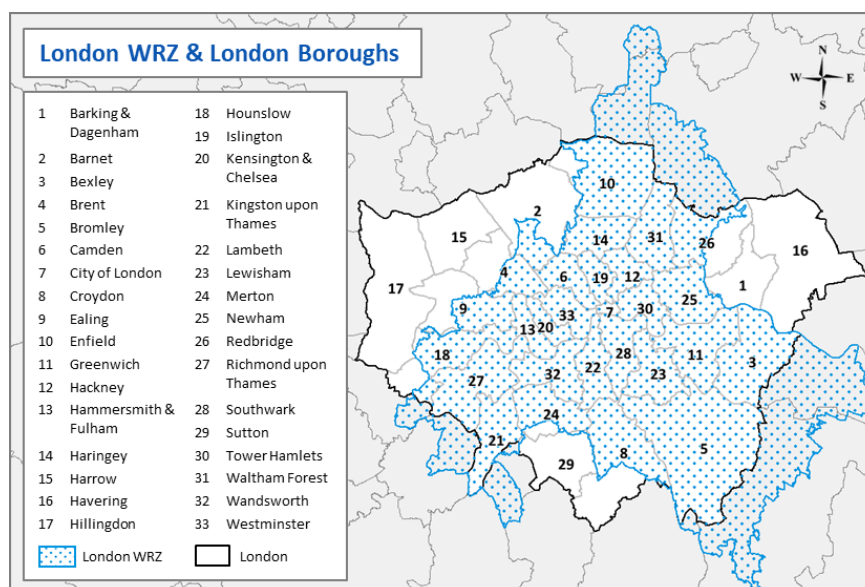 London WRZ & London Boroughs
N
W E
S
1 Barking &
Dagenham
2 Barnet
3 Bexley
4 Brent
5 Bromley
6 Camden
7 City of London
8 Croydon
9 Ealing
10 Enfield
11 Greenwich
12 Hackney
13 Hammersmith &
Fulham
14 Haringey
15 Harrow
16 Havering
17 Hillingdon
18 Hounslow
19 Islington
20 Kensington &
Chelsea
21 Kingston upon
Thames
22 Lambeth
23 Lewisham
24 Merton
25 Newham
26 Redbridge
27 Richmond upon
Thames
28 Southwark
29 Sutton
30 Tower Hamlets
31 Waltham Forest
32 Wandsworth
33 Westminster
London WRZ
London
10
2
15
14
31
26
16
4
6
19
12
17
1
25
9
33
7
30
13
20
18
28
11
3
22
27
32
23
24
21
8
5
29